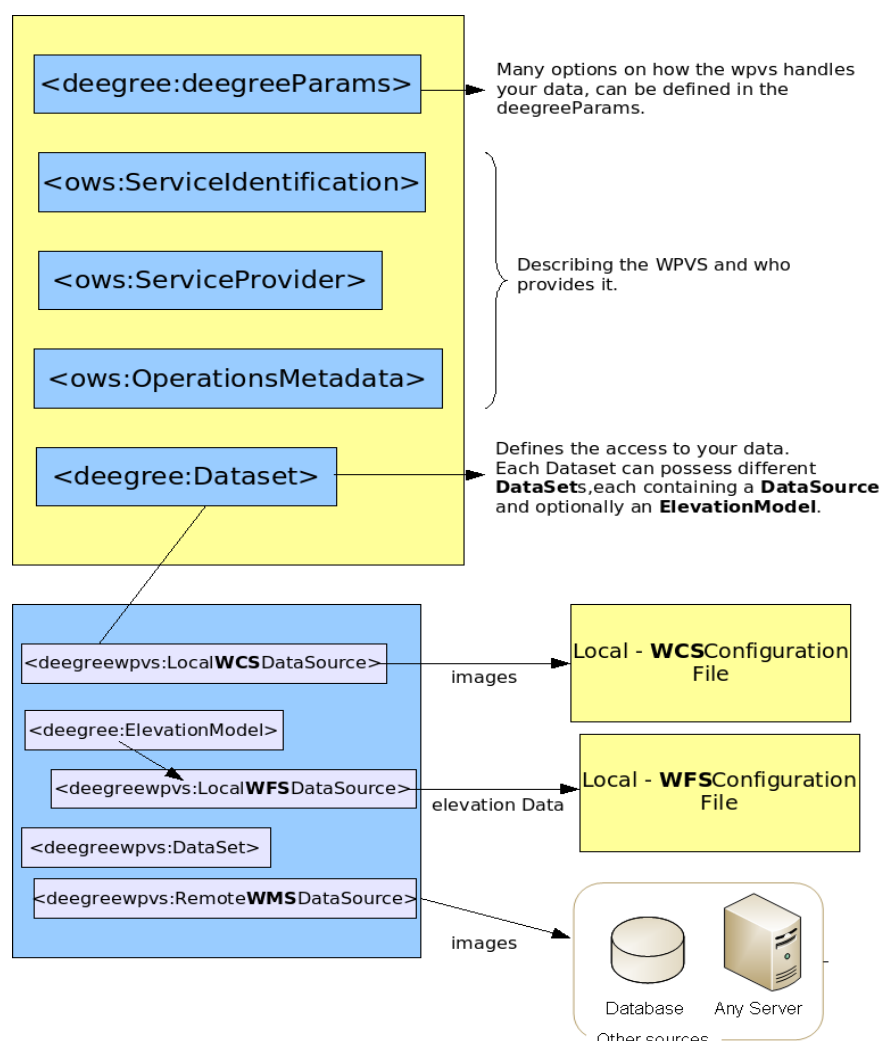 <deegree:deegreeParams>
Many options on how the wpvs handles
your data, can be defined in the
deegreeParams.
<ows:ServiceIdentification>
<ows:ServiceProvider>
Describing the WPVS and who
provides it.
<ows:OperationsMetadata>
<deegree:Dataset>
Defines the access to your data.
Each Dataset can possess different
DataSets,each containing a DataSource
and optionally an ElevationModel.
<deegreewpvs:LocalWCSDataSource>
images
Local - WCSConfiguration
File
<deegree:ElevationModel>
<deegreewpvs:LocalWFSDataSource>
elevation Data
Local - WFSConfiguration
File
<deegreewpvs:DataSet>
<deegreewpvs:RemoteWMSDataSource>
images
Database
Any Server
Other sources